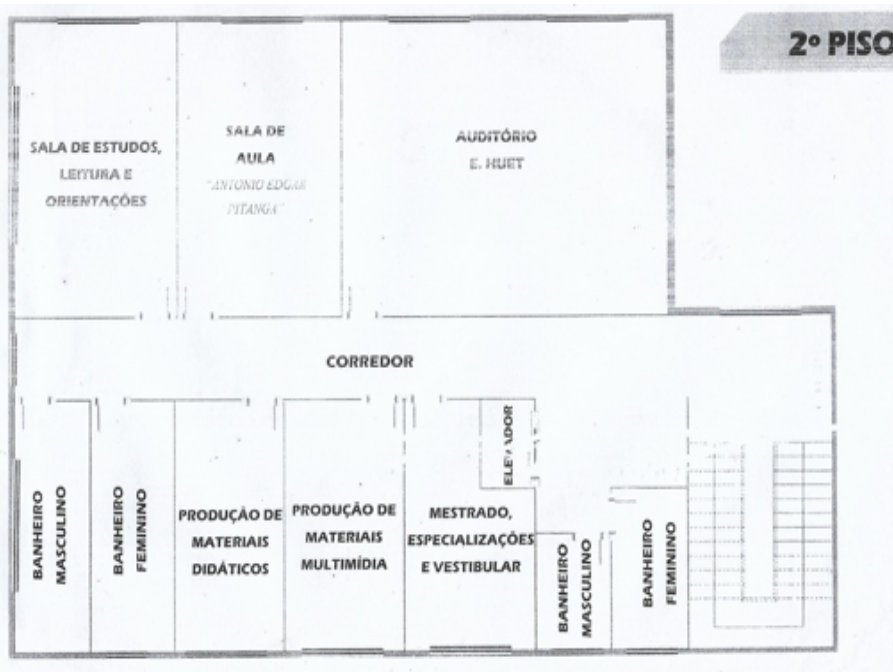 2º PISO
SALA DE ESTUDOS,
LEITURA E
ORIENTAÇÕES
SALA DE
AULA
"ANTONIO EDGAR
PITANGA"
AUDITÓRIO
E. HUET
CORREDOR
BANHEIRO
MASCULINO
BANHEIRO
FEMININO
PRODUÇÃO DE
MATERIAIS
DIDÁTICOS
PRODUÇÃO DE
MATERIAIS
MULTIMÍDIA
MESTRADO,
ESPECIALIZAÇÕES
E VESTIBULAR
ELEVADOR
BANHEIRO
MASCULINO
BANHEIRO
FEMININO